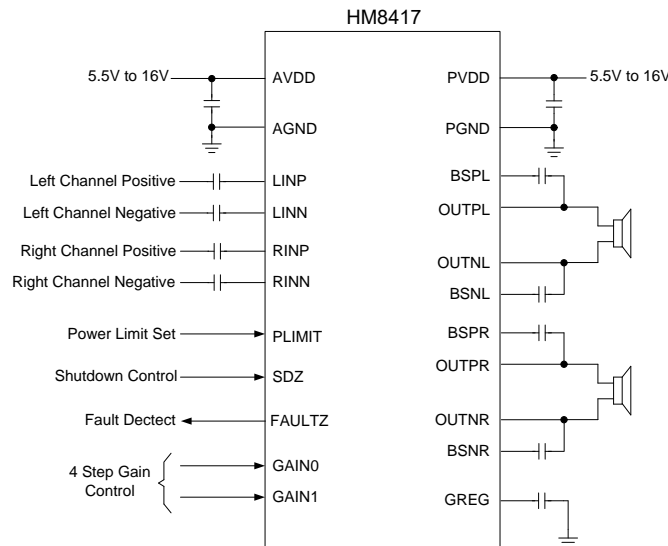 HM8417
5.5V to 16V
AVDD
PVDD
5.5V to 16V
AGND
PGND
Left Channel Positive
LINP
BSPL
Left Channel Negative
LINN
OUTPL
Right Channel Positive
RINP
OUTNL
Right Channel Negative
RINN
BSNL
Power Limit Set
PLIMIT
BSPR
Shutdown Control
SDZ
OUTPR
Fault Dectect
FAULTZ
OUTNR
4 Step Gain
Control
GAIN0
BSNR
GAIN1
GREG